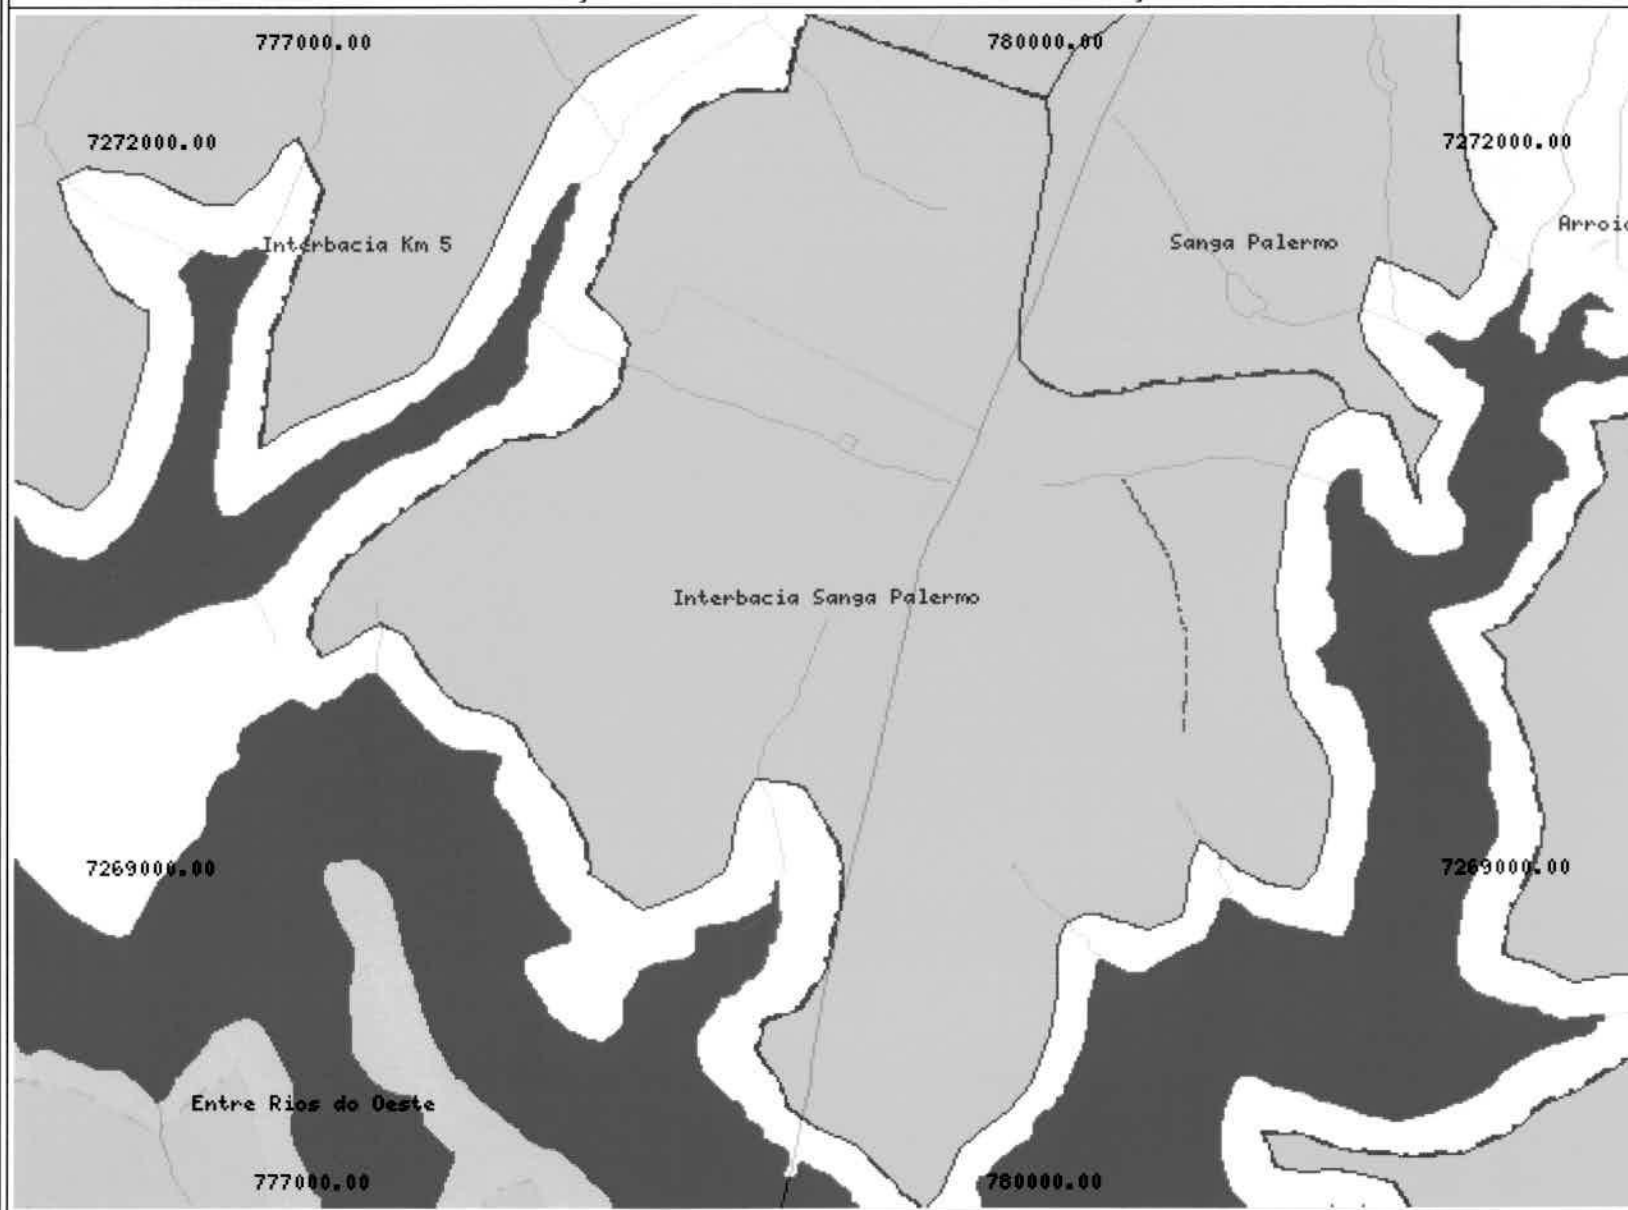 777000.00 780000.00
7272000.00 7272000.00
Arroio
Interbacia Km 5 Sanga Palermo
Interbacia Sanga Palermo
7269000.00 7269000.00
Entre Rios do Oeste
777000.00 780000.00